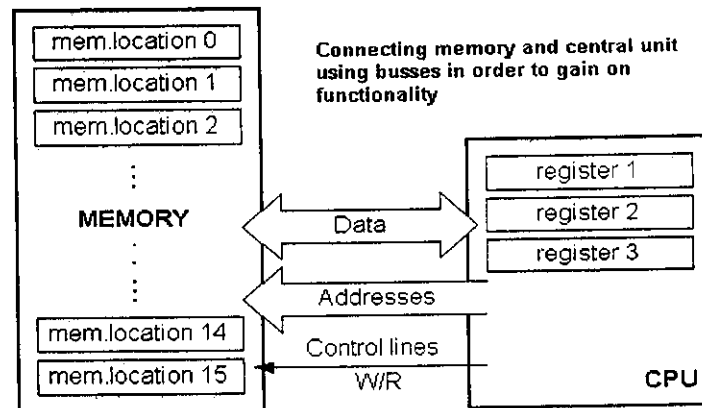 mem.location 0
mem.location 1
mem.location 2
MEMORY
mem.location 14
mem.location 15
Connecting memory and central unit
using busses in order to gain on
functionality
Data
Addresses
Control lines
W/R
register 1
register 2
register 3
CPU